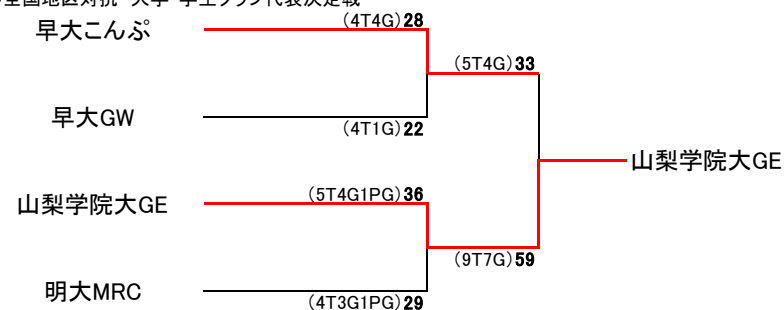 全国地区対抗 大学・学生クラブ代表決定戦
早大こんぷ
(4T4G)28
(5T4G)33
早大GW
(4T1G)22
山梨学院大GE
山梨学院大GE
(5T4G1PG)36
(9T7G)59
明大MRC
(4T3G1PG)29